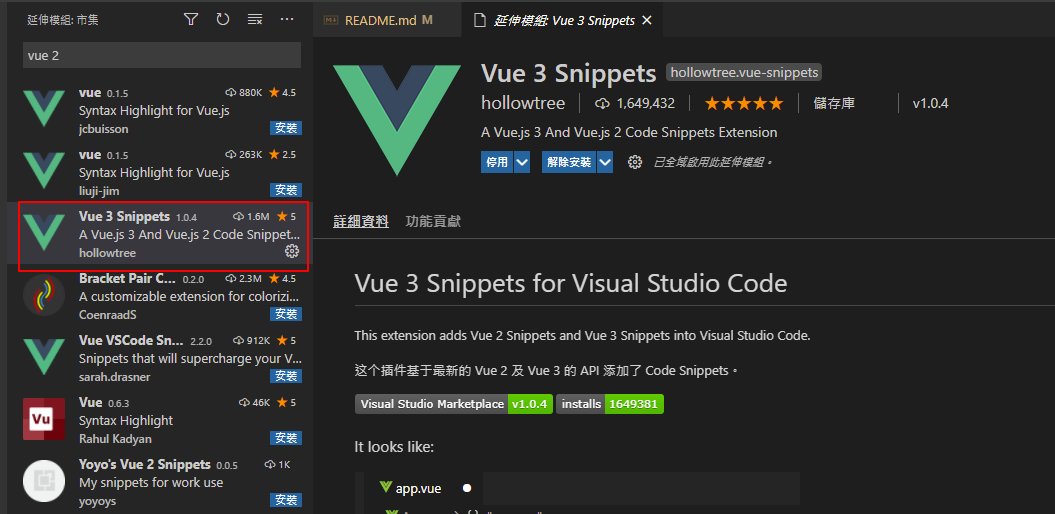 延伸模組: 市集
vue 2
vue 0.1.5 880K 4.5
Syntax Highlight for Vue.js
jcbuisson 安裝
vue 0.1.5 263K 2.5
Syntax Highlight for Vue.js
liuji-jim 安裝
Vue 3 Snippets 1.0.4 1.6M 5
A Vue.js 3 And Vue.js 2 Code Snippet...
hollowtree
Bracket Pair C... 0.2.0 2.3M 4.5
A customizable extension for colorizi...
CoenraadS 安裝
Vue VSCode Sn... 2.2.0 912K 5
Snippets that will supercharge your V...
sarah.drasner 安裝
Vue 0.6.3 46K 5
Vu
Syntax Highlight
Rahul Kadyan 安裝
Yoyo's Vue 2 Snippets 0.0.5 1K
My snippets for work use
yoyoys 安裝
README.md M 延伸模組: Vue 3 Snippets
Vue 3 Snippets hollowtree.vue-snippets
hollowtree 1,649,432 儲存庫 v1.0.4
A Vue.js 3 And Vue.js 2 Code Snippets Extension
停用 解除安裝 已全域啟用此延伸模組。
詳細資料 功能貢獻
Vue 3 Snippets for Visual Studio Code
This extension adds Vue 2 Snippets and Vue 3 Snippets into Visual Studio Code.
这个插件基于最新的 Vue 2 及 Vue 3 的 API 添加了 Code Snippets。
Visual Studio Marketplace v1.0.4 installs 1649381
It looks like:
app.vue